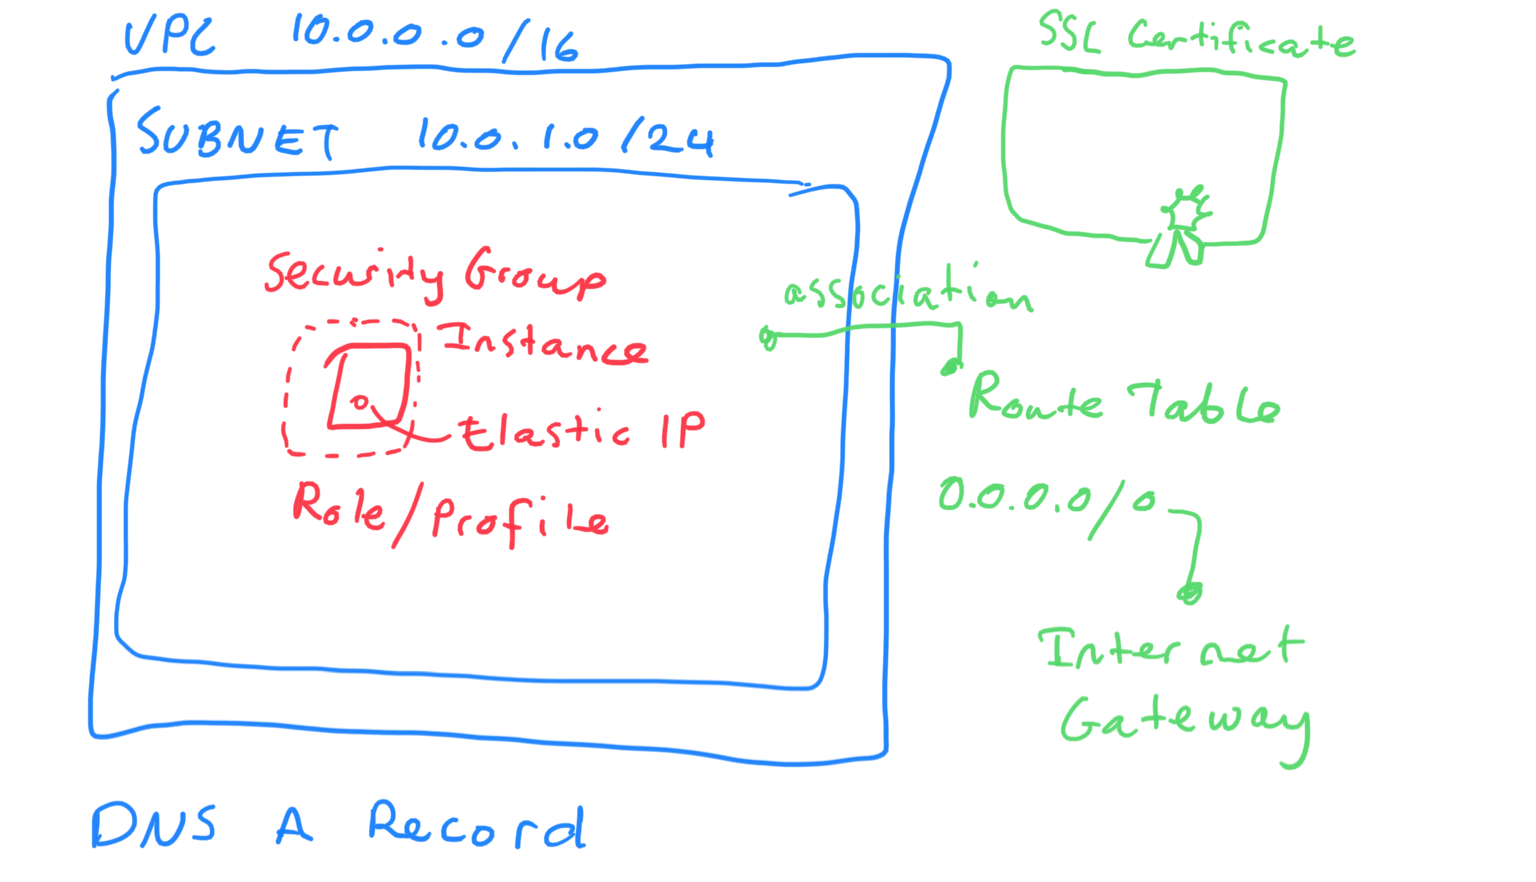 VPC 10.0.0.0/16
SUBNET 10.0.1.0/24
Security Group
Instance
Elastic IP
Role/Profile
DNS A Record
SSL Certificate
association
Route Table
0.0.0.0/0
Internet
Gateway